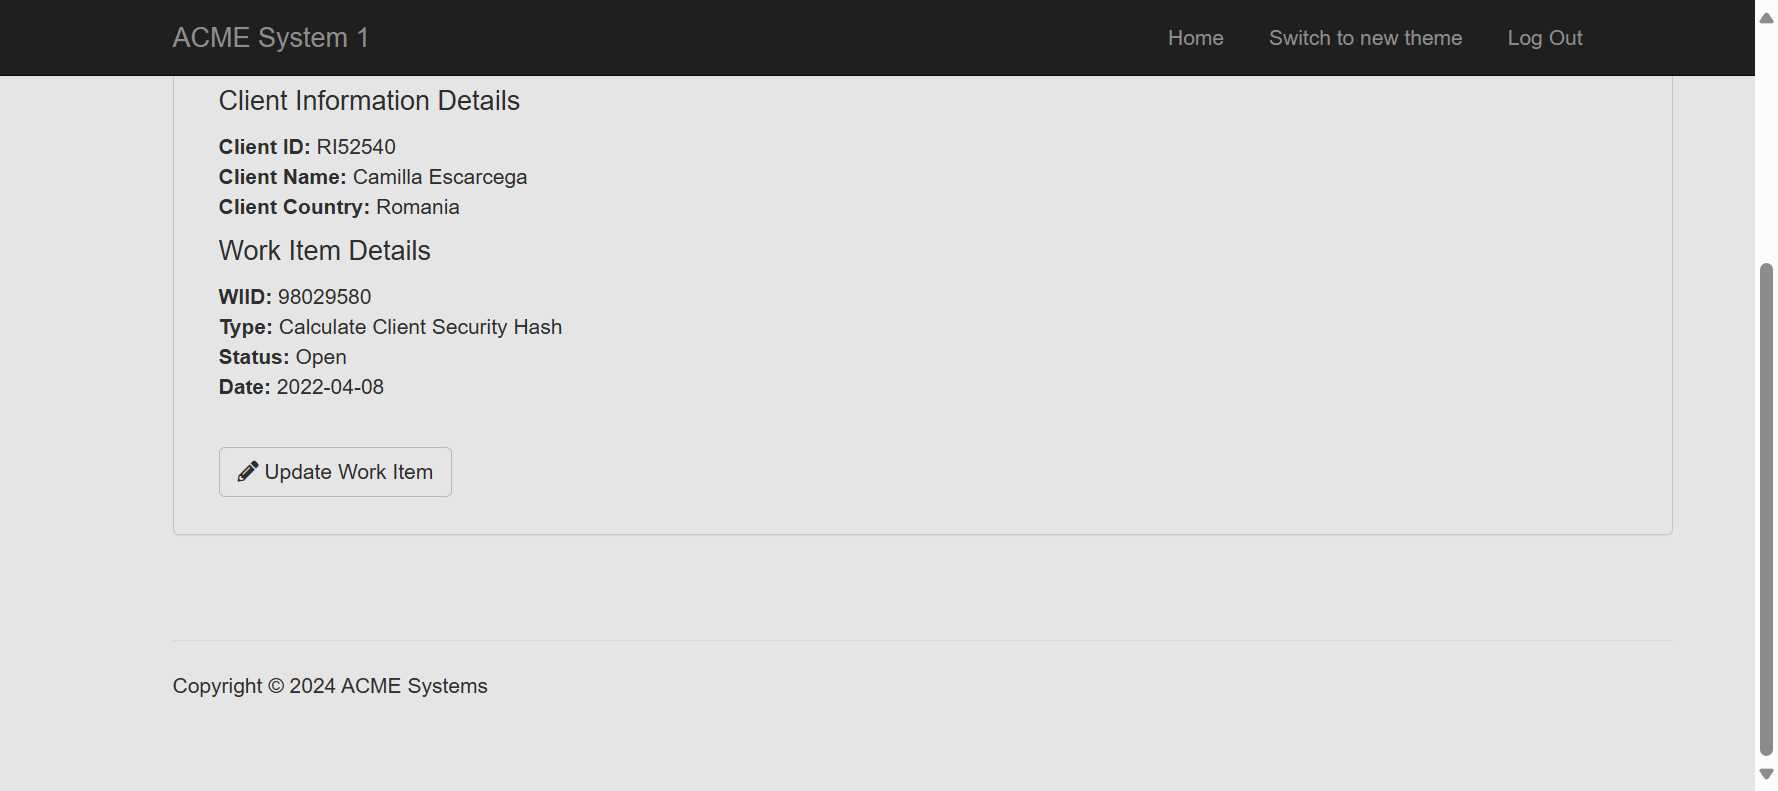 ACME System 1
Home
Switch to new theme
Log Out
Client Information Details
Client ID: RI52540
Client Name: Camilla Escarcega
Client Country: Romania
Work Item Details
WIID: 98029580
Type: Calculate Client Security Hash
Status: Open
Date: 2022-04-08
Update Work Item
Copyright © 2024 ACME Systems